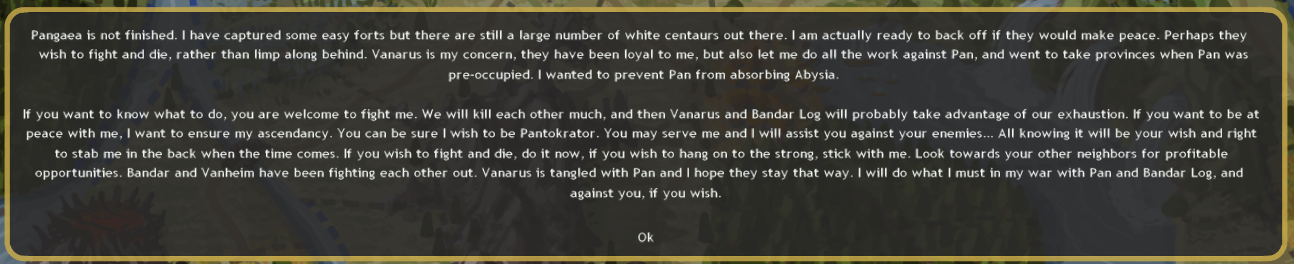 Pangaea is not finished. I have captured some easy forts but there are still a large number of white centaurs out there. I am actually ready to back off if they would make peace. Perhaps they
wish to fight and die, rather than limp along behind. Vanarus is my concern, they have been loyal to me, but also let me do all the work against Pan, and went to take provinces when Pan was
pre-occupied. I wanted to prevent Pan from absorbing Abysia.
If you want to know what to do, you are welcome to fight me. We will kill each other much, and then Vanarus and Bandar Log will probably take advantage of our exhaustion. If you want to be at
peace with me, I want to ensure my ascendancy. You can be sure I wish to be Pantokrator. You may serve me and I will assist you against your enemies... All knowing it will be your wish and right
to stab me in the back when the time comes. If you wish to fight and die, do it now, if you wish to hang on to the strong, stick with me. Look towards your other neighbors for profitable
opportunities. Bandar and Vanheim have been fighting each other out. Vanarus is tangled with Pan and I hope they stay that way. I will do what I must in my war with Pan and Bandar Log, and
against you, if you wish.
Ok